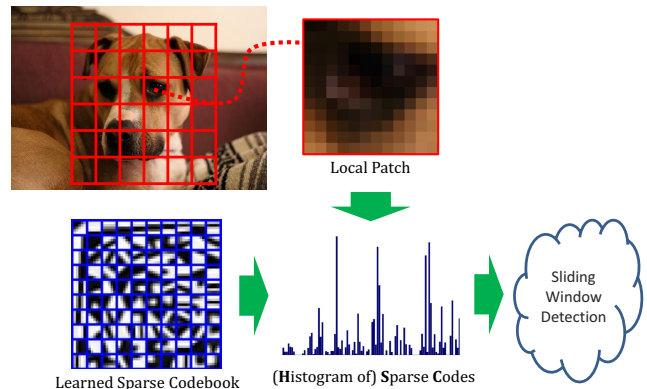 Local Patch
Learned Sparse Codebook
(Histogram of) Sparse Codes
Sliding
Window
Detection